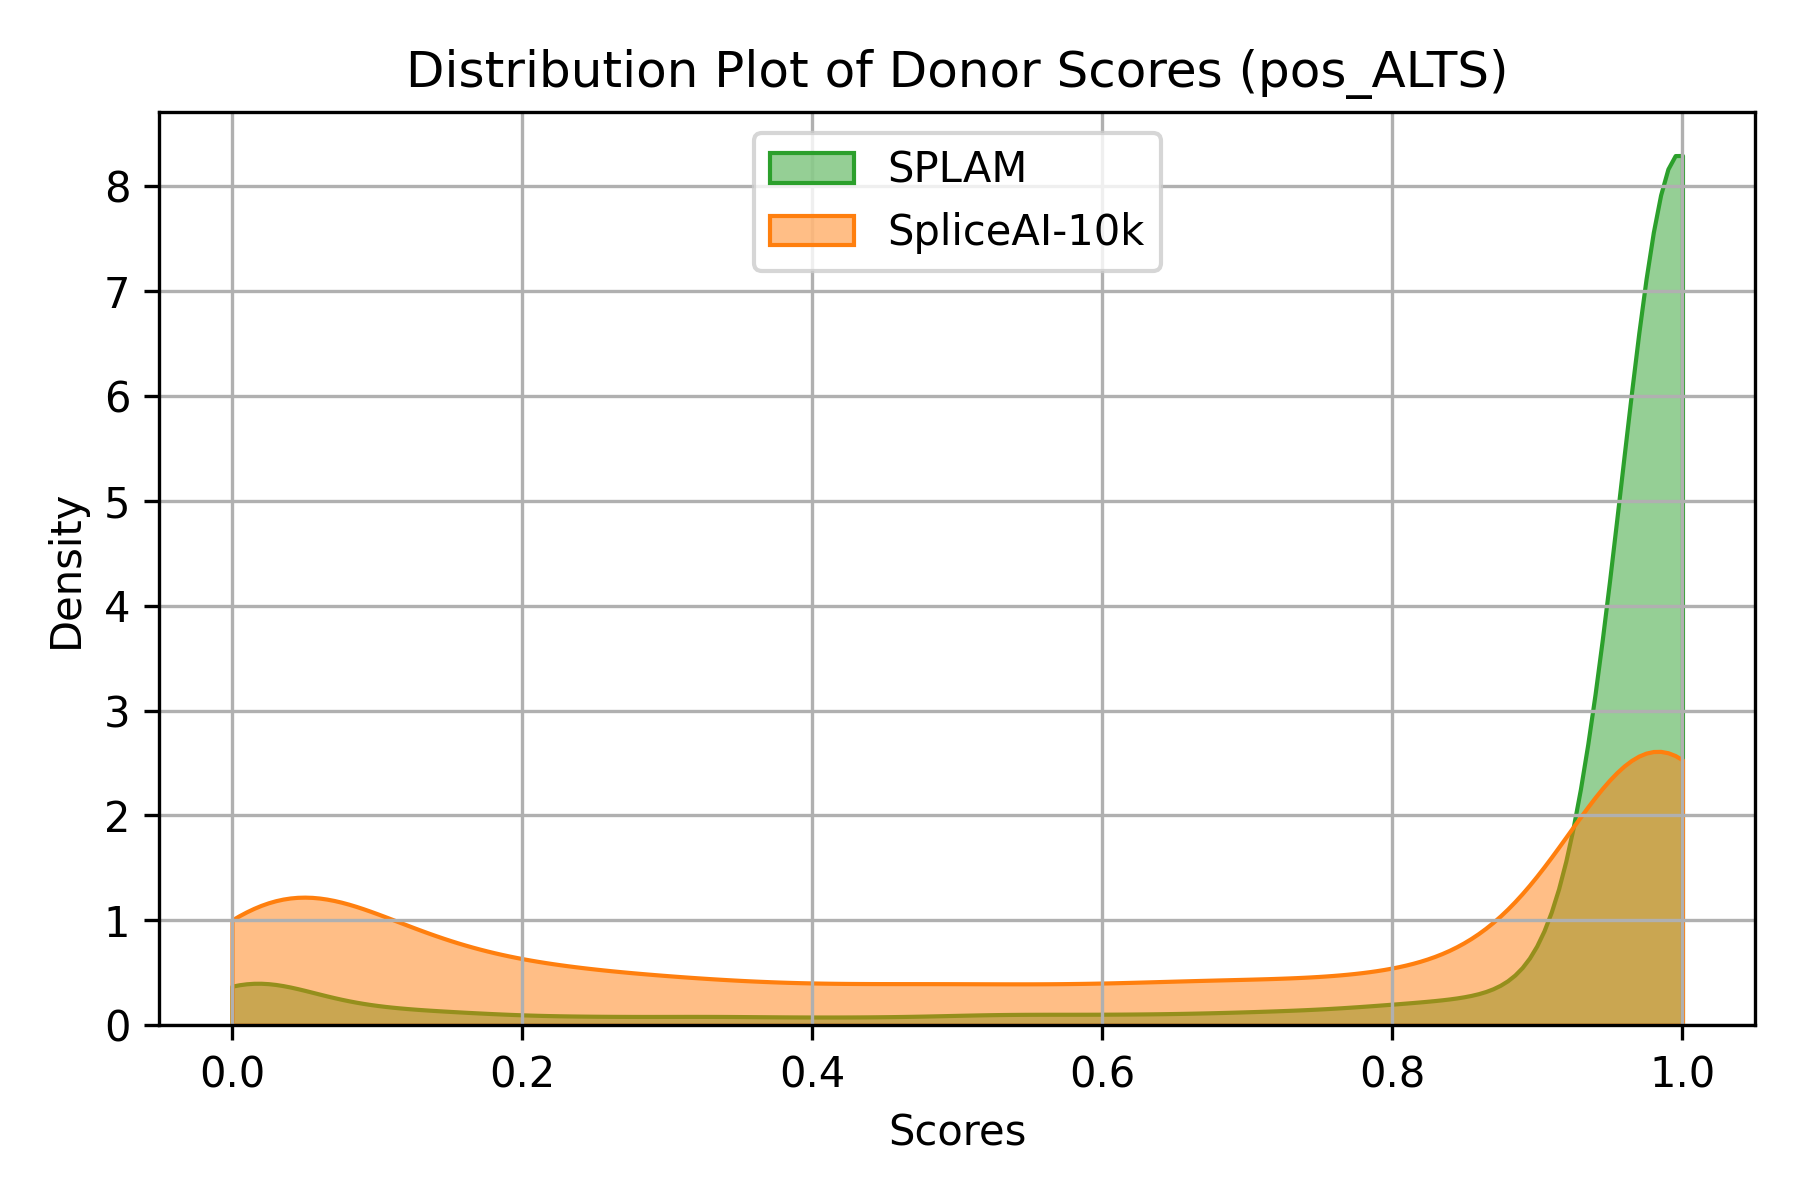 Distribution Plot of Donor Scores (pos_ALTS)
SPLAM
SpliceAI-10k
8
7
6
5
4
3
2
1
0
Density
0.0 0.2 0.4 0.6 0.8 1.0
Scores